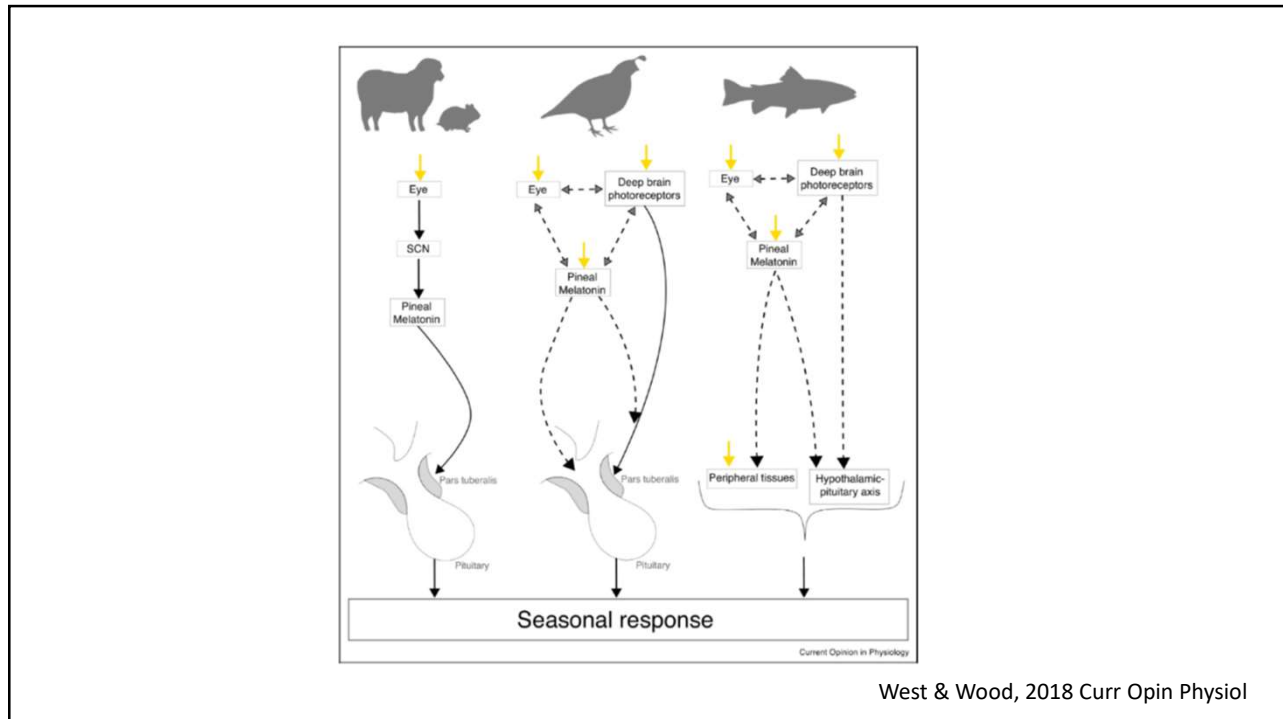 Eye
SCN
Pineal
Melatonin
Pars tuberalis
Pituitary
Eye
Deep brain
photoreceptors
Pineal
Melatonin
Pars tuberalis
Pituitary
Eye
Deep brain
photoreceptors
Pineal
Melatonin
Peripheral tissues
Hypothalamic-
pituitary axis
Seasonal response
Current Opinion in Physiology
West & Wood, 2018 Curr Opin Physiol